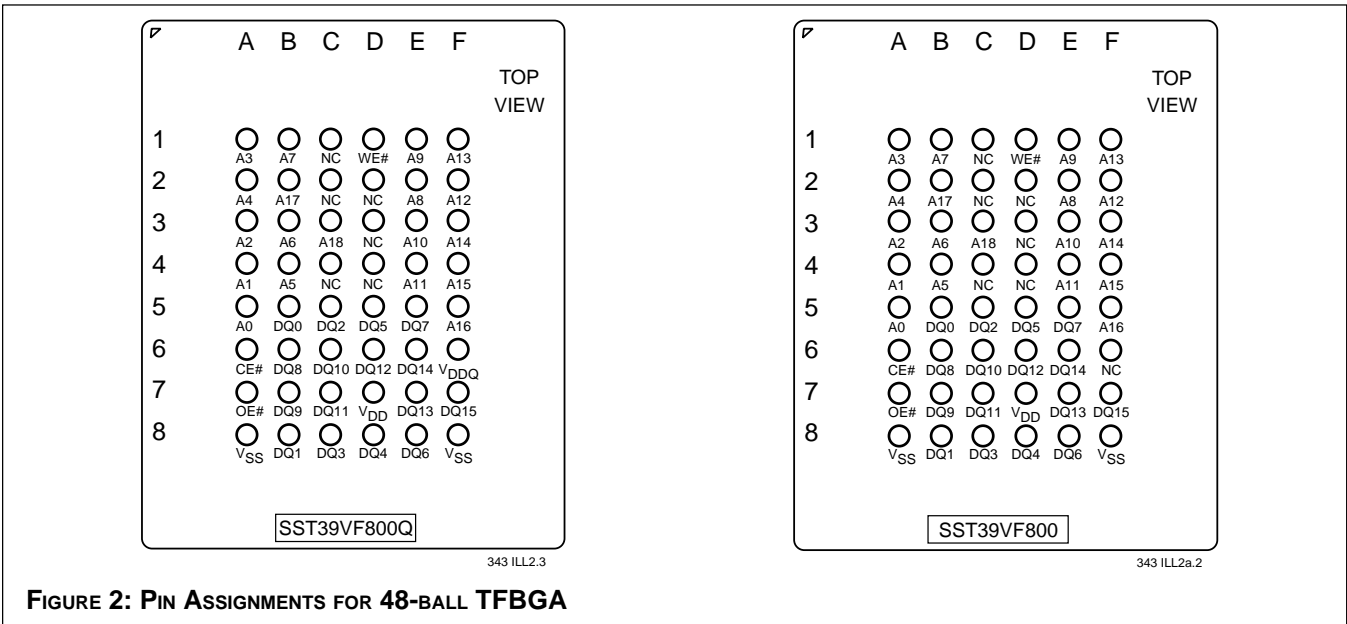 A B C D E F
TOP
VIEW
1
A3 A7 NC WE# A9 A13
2
A4 A17 NC NC A8 A12
3
A2 A6 A18 NC A10 A14
4
A1 A5 NC NC A11 A15
5
A0 DQ0 DQ2 DQ5 DQ7 A16
6
CE# DQ8 DQ10 DQ12 DQ14 VDDQ
7
OE# DQ9 DQ11 VDD DQ13 DQ15
8
VSS DQ1 DQ3 DQ4 DQ6 VSS
SST39VF800Q
343 ILL2.3
A B C D E F
TOP
VIEW
1
A3 A7 NC WE# A9 A13
2
A4 A17 NC NC A8 A12
3
A2 A6 A18 NC A10 A14
4
A1 A5 NC NC A11 A15
5
A0 DQ0 DQ2 DQ5 DQ7 A16
6
CE# DQ8 DQ10 DQ12 DQ14 NC
7
OE# DQ9 DQ11 VDD DQ13 DQ15
8
VSS DQ1 DQ3 DQ4 DQ6 VSS
SST39VF800
343 ILL2a.2
FIGURE 2: PIN ASSIGNMENTS FOR 48-BALL TFBGA